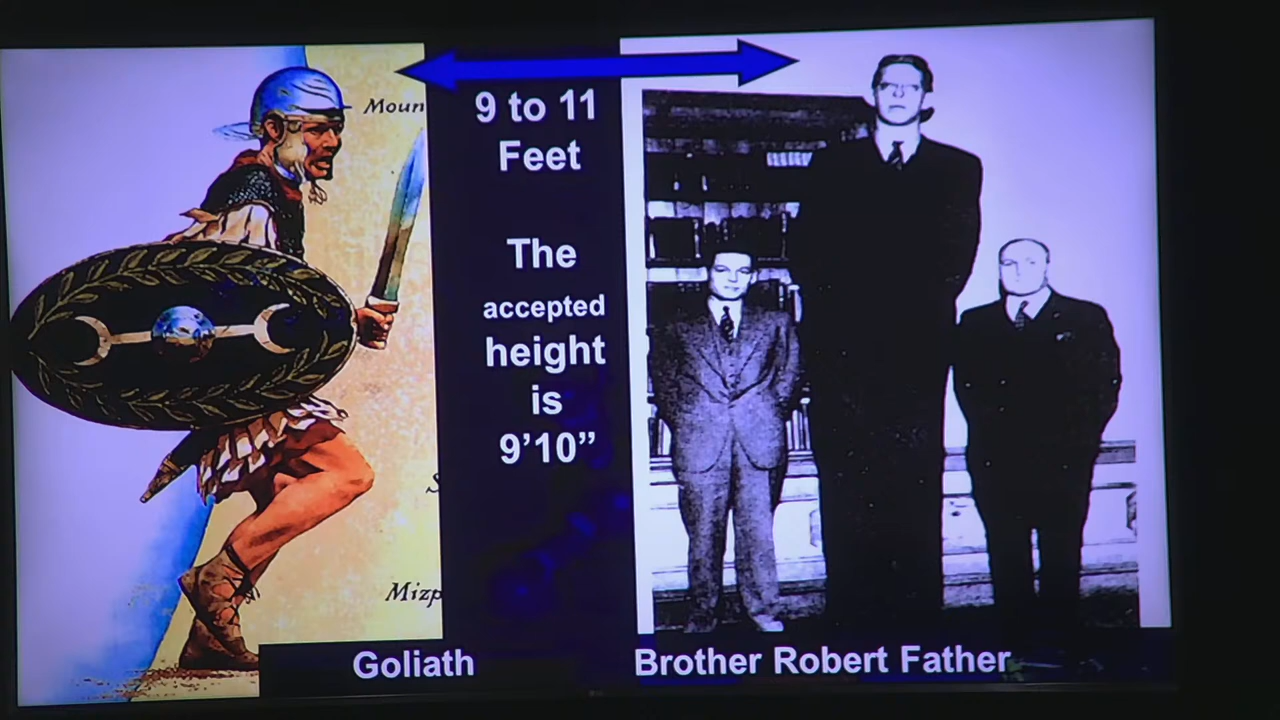 Moun
9 to 11
Feet
The
accepted
height
is
9’10”
S
Mizp
Goliath
Brother Robert Father